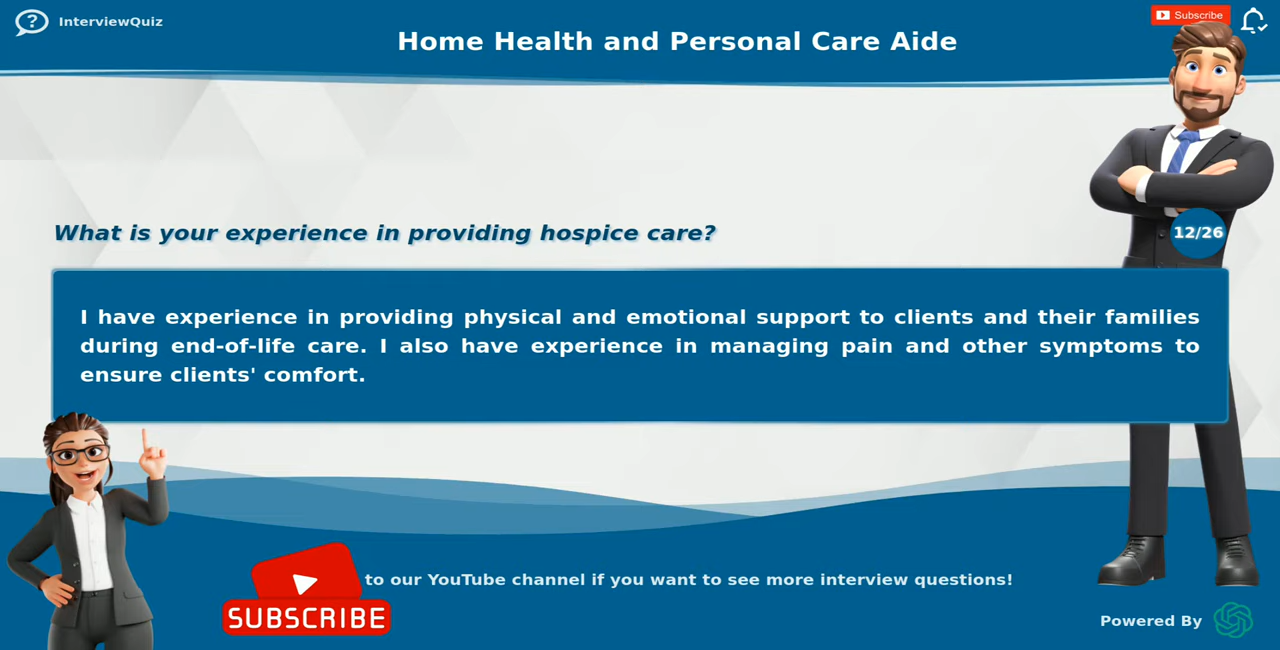 InterviewQuiz
Subscribe
Home Health and Personal Care Aide
What is your experience in providing hospice care?
12/26
I have experience in providing physical and emotional support to clients and their families
during end-of-life care. I also have experience in managing pain and other symptoms to
ensure clients' comfort.
to our YouTube channel if you want to see more interview questions!
SUBSCRIBE
Powered By